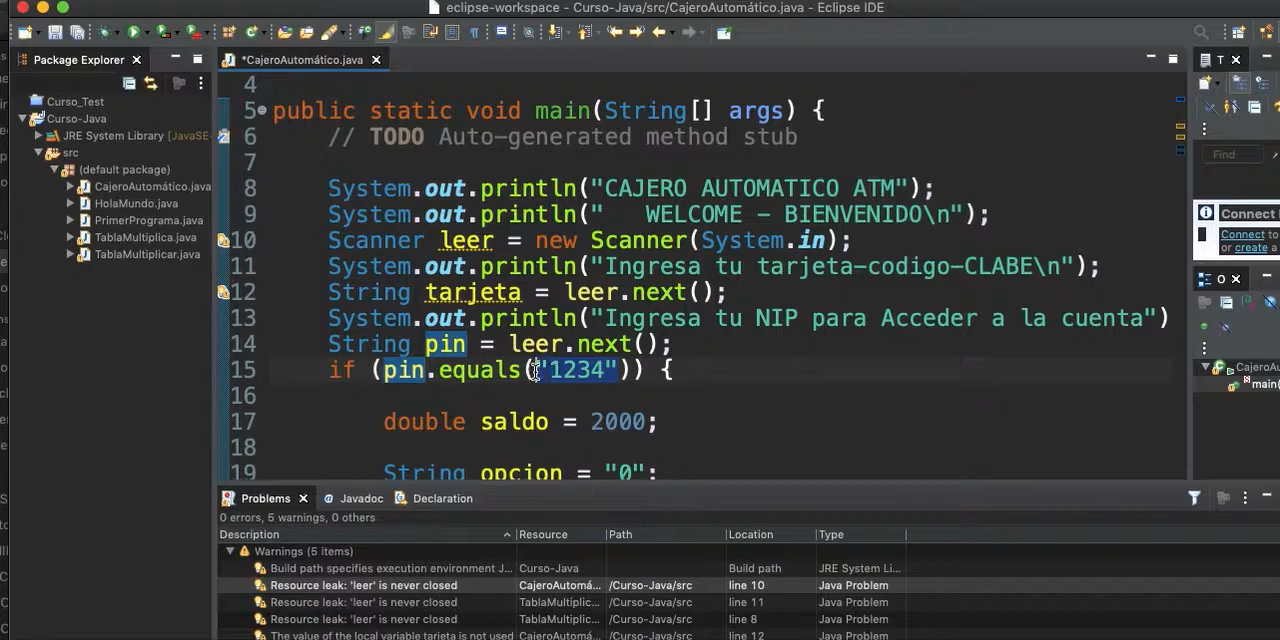 eclipse-workspace - Curso-Java/src/CajeroAutomático.java - Eclipse IDE
Package Explorer
*CajeroAutomático.java
T
Curso_Test
Curso-Java
JRE System Library [JavaSE-
src
(default package)
CajeroAutomático.java
HolaMundo.java
PrimerPrograma.java
TablaMultiplica.java
TablaMultiplicar.java
4
5 public static void main(String[] args) {
6 // TODO Auto-generated method stub
7
8 System.out.println("CAJERO AUTOMATICO ATM");
9 System.out.println("   WELCOME - BIENVENIDO\n");
10 Scanner leer = new Scanner(System.in);
11 System.out.println("Ingresa tu tarjeta-codigo-CLABE\n");
12 String tarjeta = leer.next();
13 System.out.println("Ingresa tu NIP para Acceder a la cuenta")
14 String pin = leer.next();
15 if (pin.equals("1234")) {
16
17 double saldo = 2000;
18
19 String opcion = "0";
Find
Connect
Connect to
or create a
O
CajeroA
main(
Problems
Javadoc
Declaration
0 errors, 5 warnings, 0 others
Description Resource Path Location Type
Warnings (5 items)
Build path specifies execution environment J... Curso-Java Build path JRE System Li...
Resource leak: 'leer' is never closed CajeroAutomá... /Curso-Java/src line 10 Java Problem
Resource leak: 'leer' is never closed TablaMultiplic... /Curso-Java/src line 11 Java Problem
Resource leak: 'leer' is never closed TablaMultiplic... /Curso-Java/src line 8 Java Problem
The value of the local variable tarjeta is not used CajeroAutomá... /Curso-Java/src line 12 Java Problem